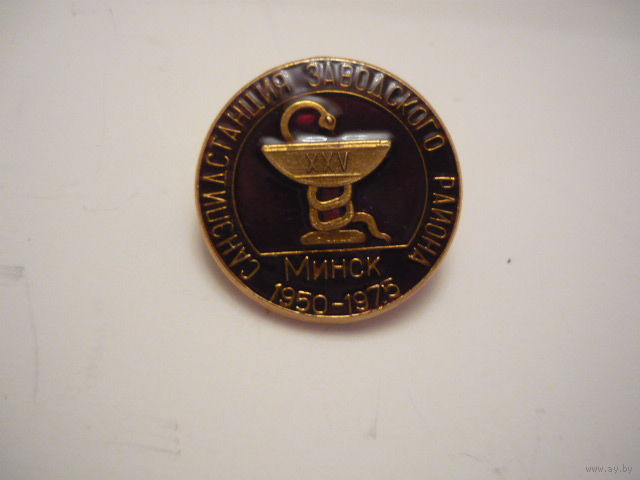 САНЭПИДСТАНЦИЯ ЗАВОДСКОГО РАЙОНА
XXV
МИНСК
1950-1975
www.ay.by